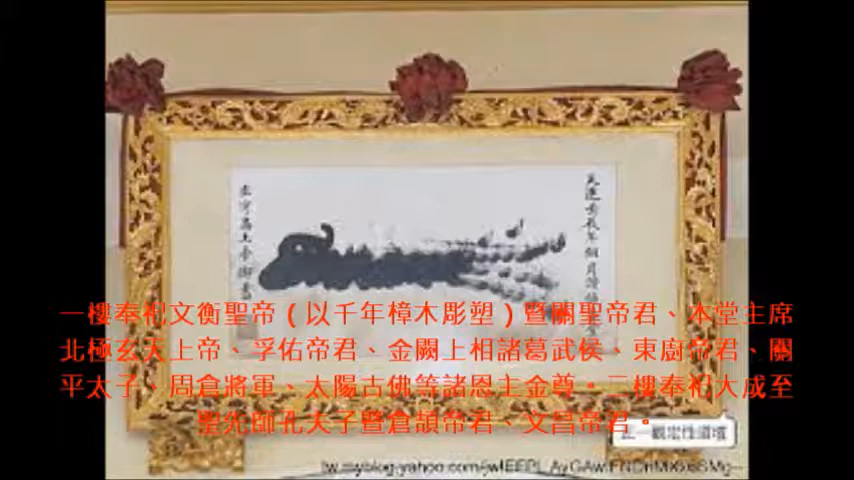 一樓奉祀文衡聖帝（以千年樟木彫塑）暨關聖帝君、本堂主席
北極玄天上帝、孚佑帝君、金闕上相諸葛武侯、東廚帝君、關
平太子、周倉將軍、太陽古佛等諸恩主金尊。二樓奉祀大成至
聖先師孔夫子暨倉頡帝君、文昌帝君。